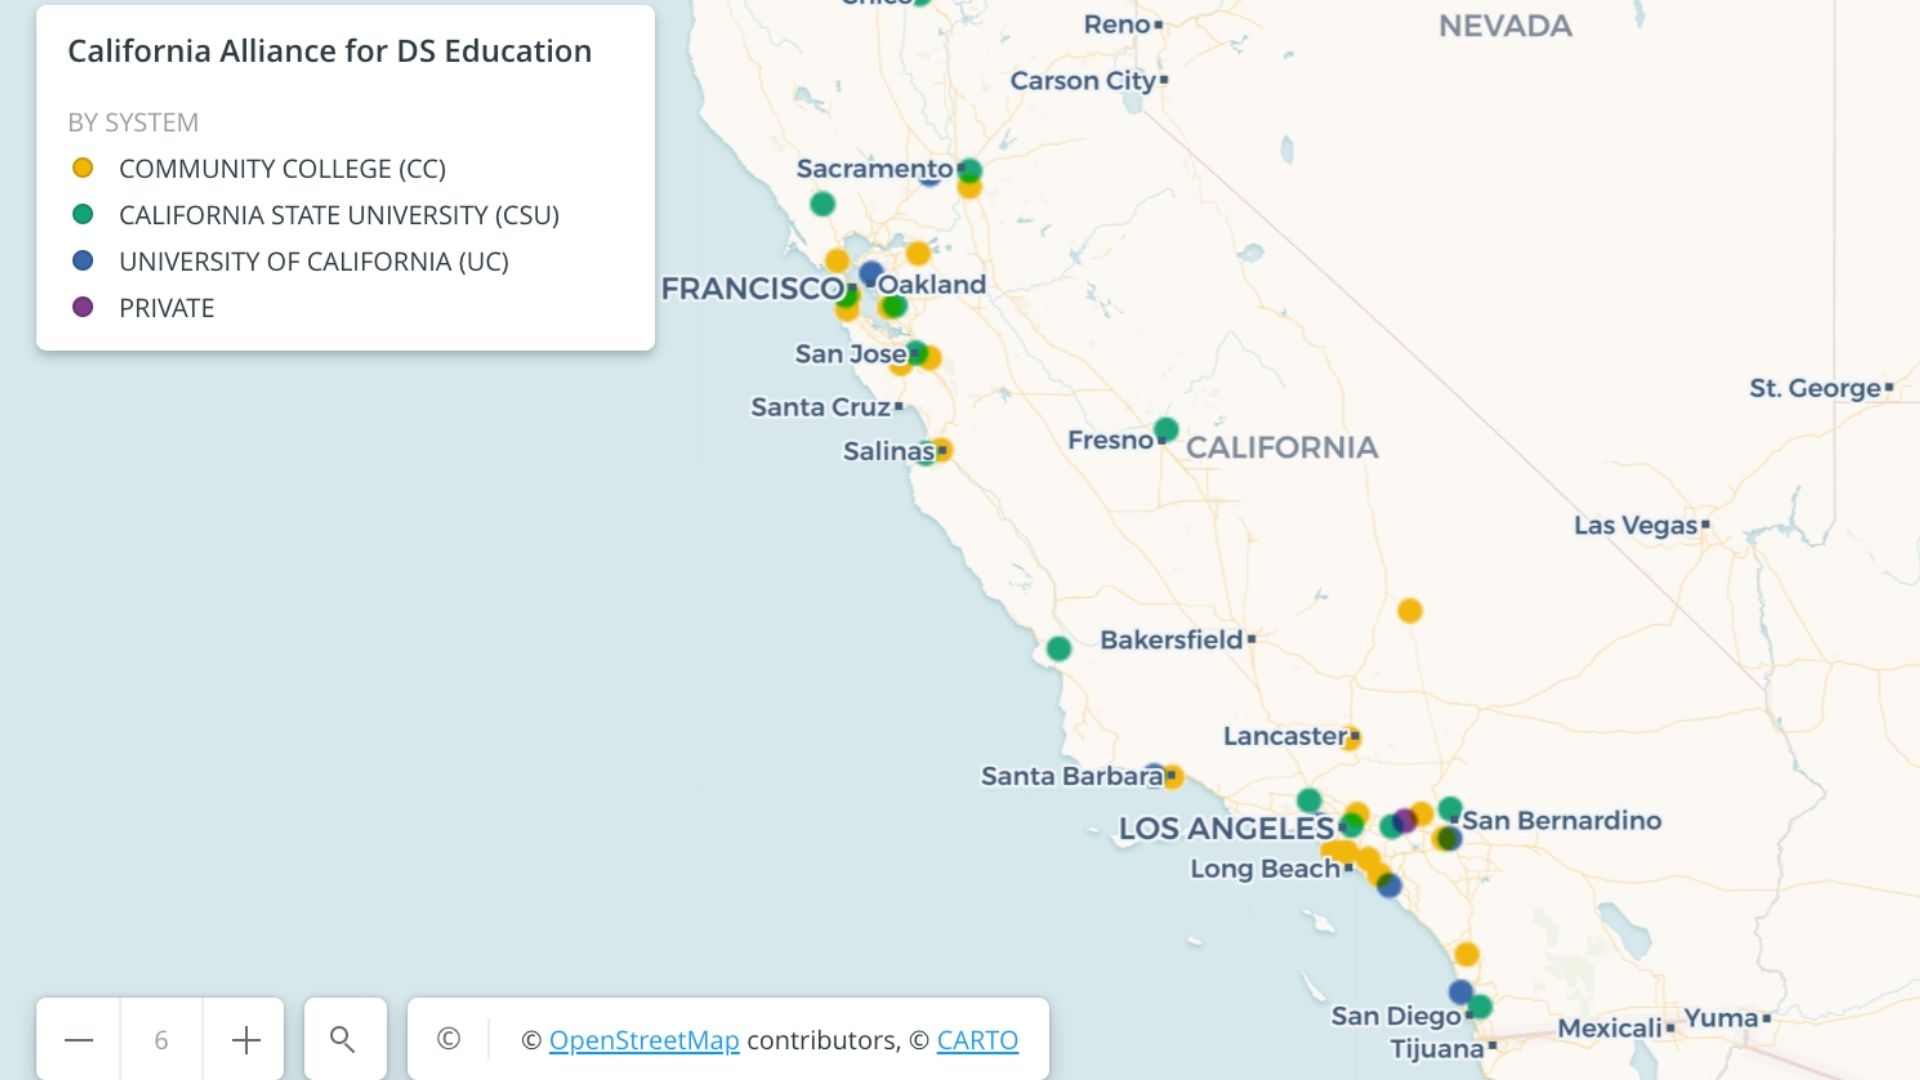 California Alliance for DS Education
BY SYSTEM
COMMUNITY COLLEGE (CC)
CALIFORNIA STATE UNIVERSITY (CSU)
UNIVERSITY OF CALIFORNIA (UC)
PRIVATE
Chico
Reno
NEVADA
Carson City
Sacramento
FRANCISCO
Oakland
San Jose
Santa Cruz
Salinas
Fresno
CALIFORNIA
St. George
Las Vegas
Bakersfield
Lancaster
Santa Barbara
LOS ANGELES
San Bernardino
Long Beach
San Diego
Mexicali
Yuma
Tijuana
6
©
© OpenStreetMap contributors, © CARTO